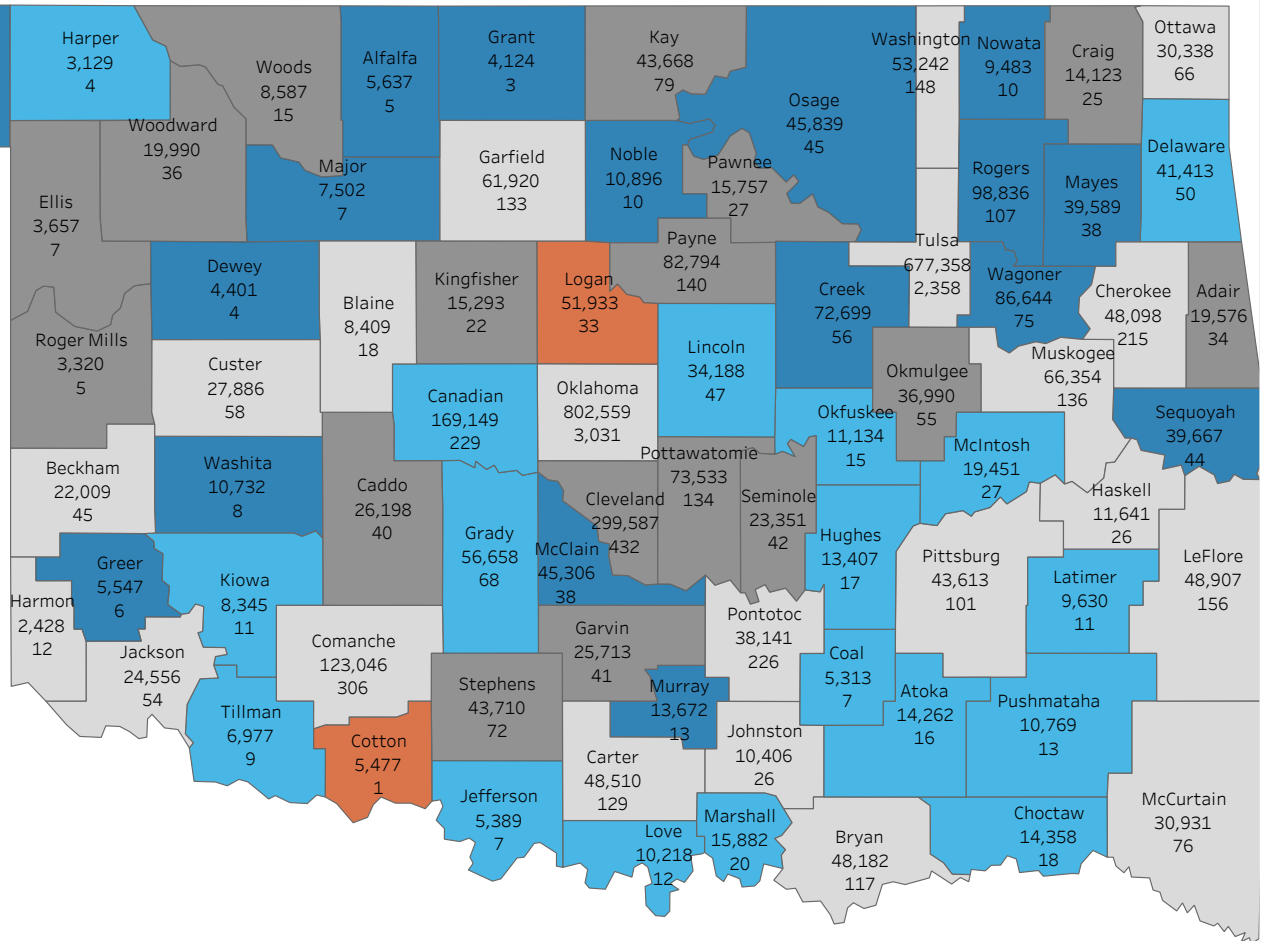 Harper
3,129
4
Woods
8,587
15
Alfalfa
5,637
5
Grant
4,124
3
Kay
43,668
79
Osage
45,839
45
Washington
53,242
148
Nowata
9,483
10
Craig
14,123
25
Ottawa
30,338
66
Ellis
3,657
7
Woodward
19,990
36
Major
7,502
7
Garfield
61,920
133
Noble
10,896
10
Pawnee
15,757
27
Rogers
98,836
107
Mayes
39,589
38
Delaware
41,413
50
Roger Mills
3,320
5
Dewey
4,401
4
Blaine
8,409
18
Kingfisher
15,293
22
Logan
51,933
33
Payne
82,794
140
Creek
72,699
56
Tulsa
677,358
2,358
Wagoner
86,644
75
Cherokee
48,098
215
Adair
19,576
34
Custer
27,886
58
Canadian
169,149
229
Oklahoma
802,559
3,031
Lincoln
34,188
47
Okfuskee
11,134
15
Okmulgee
36,990
55
Muskogee
66,354
136
McIntosh
19,451
27
Sequoyah
39,667
44
Beckham
22,009
45
Washita
10,732
8
Caddo
26,198
40
Grady
56,658
68
McClain
45,306
38
Cleveland
299,587
432
Pottawatomie
73,533
134
Seminole
23,351
42
Hughes
13,407
17
Pittsburg
43,613
101
Haskell
11,641
26
Latimer
9,630
11
LeFlore
48,907
156
Harmon
2,428
12
Greer
5,547
6
Kiowa
8,345
11
Jackson
24,556
54
Tillman
6,977
9
Comanche
123,046
306
Cotton
5,477
1
Stephens
43,710
72
Garvin
25,713
41
Murray
13,672
13
Pontotoc
38,141
226
Coal
5,313
7
Atoka
14,262
16
Pushmataha
10,769
13
Jefferson
5,389
7
Carter
48,510
129
Johnston
10,406
26
Love
10,218
12
Marshall
15,882
20
Bryan
48,182
117
Choctaw
14,358
18
McCurtain
30,931
76